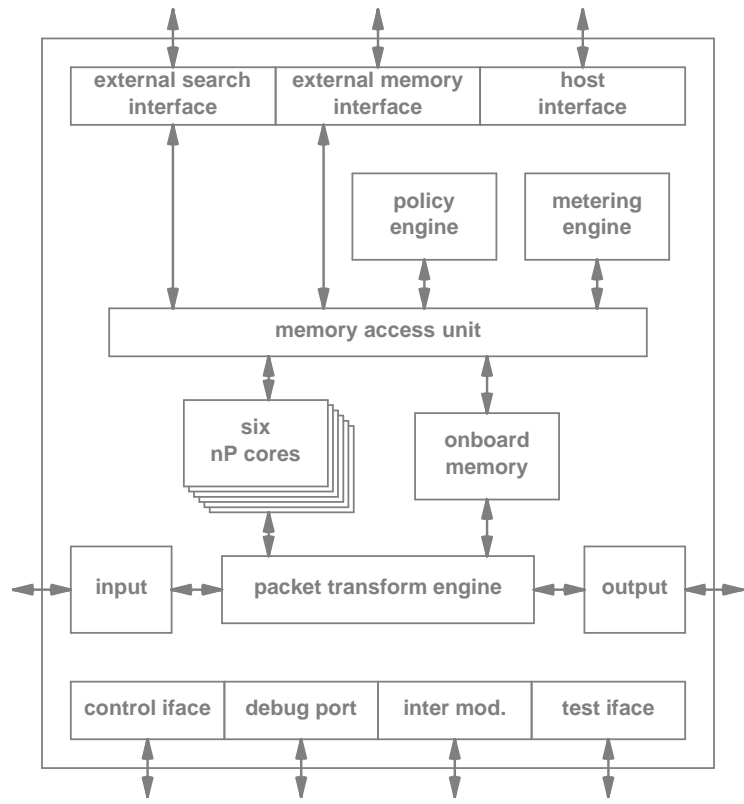 external search
interface
external memory
interface
host
interface
policy
engine
metering
engine
memory access unit
six
nP cores
onboard
memory
input
packet transform engine
output
control iface
debug port
inter mod.
test iface